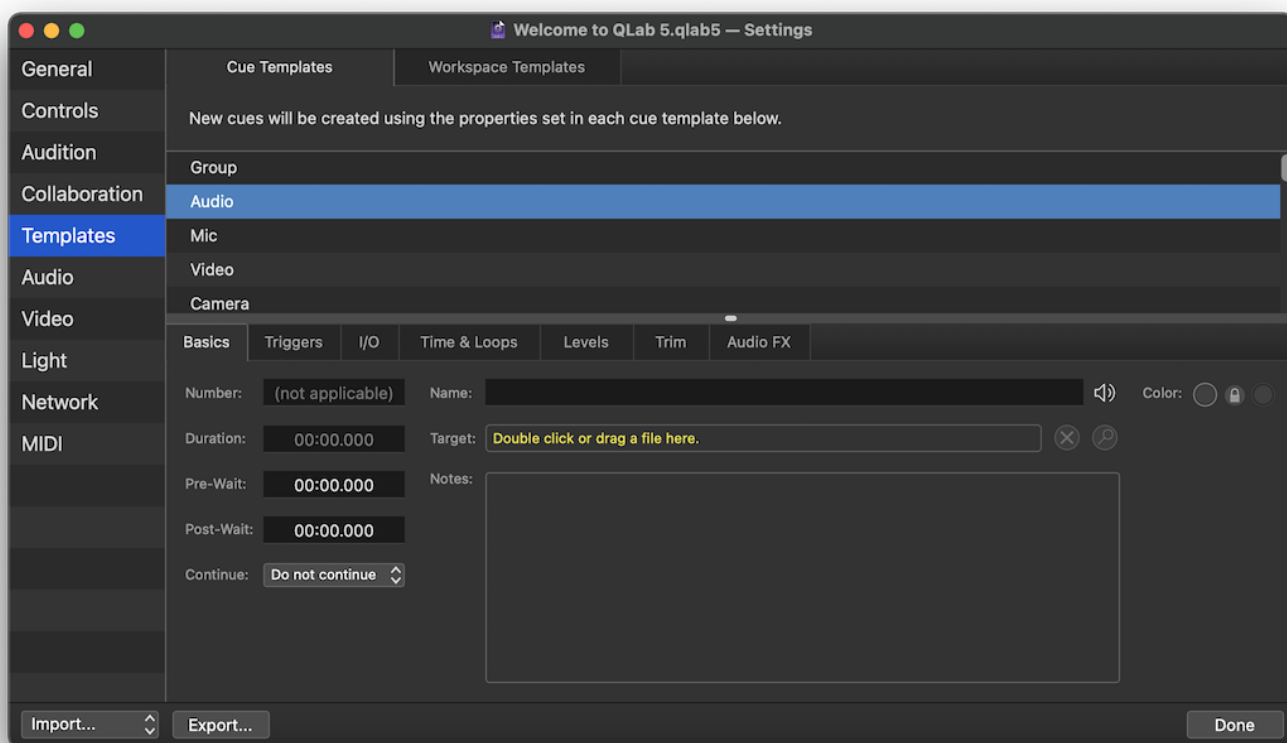 Welcome to QLab 5.qlab5 — Settings
General
Controls
Audition
Collaboration
Templates
Audio
Video
Light
Network
MIDI
Cue Templates
Workspace Templates
New cues will be created using the properties set in each cue template below.
Group
Audio
Mic
Video
Camera
Basics
Triggers
I/O
Time & Loops
Levels
Trim
Audio FX
Number: (not applicable)
Name:
Color:
Duration: 00:00.000
Target: Double click or drag a file here.
Pre-Wait: 00:00.000
Notes:
Post-Wait: 00:00.000
Continue: Do not continue
Import...
Export...
Done